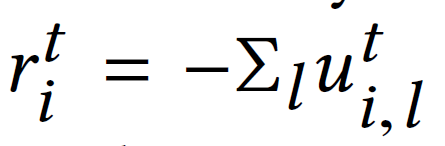 r_i^t = −Σ_l u_{i,l}^t